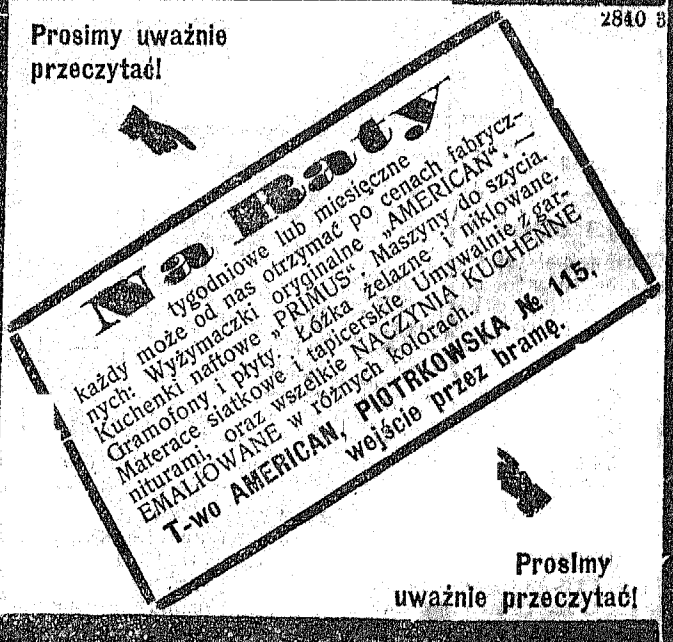 2840 3
Prosimy uważnie
przeczytać!
Na Raty
tygodniowe lub miesięczne
każdy może od nas otrzymać po cenach fabrycz-
nych: Wyżymaczki oryginalne „AMERICAN“. —
Kuchenki naftowe „PRIMUS“. Maszyny do szycia.
Gramofony i płyty. Łóżka żelazne i niklowane.
Materace siatkowe i tapicerskie Umywalnie z gar-
niturami, oraz wszelkie NACZYNIA KUCHENNE
EMALIOWANE w różnych kolorach.
T-wo AMERICAN, PIOTRKOWSKA № 115,
wejście przez bramę.
Prosimy
uważnie przeczytać!